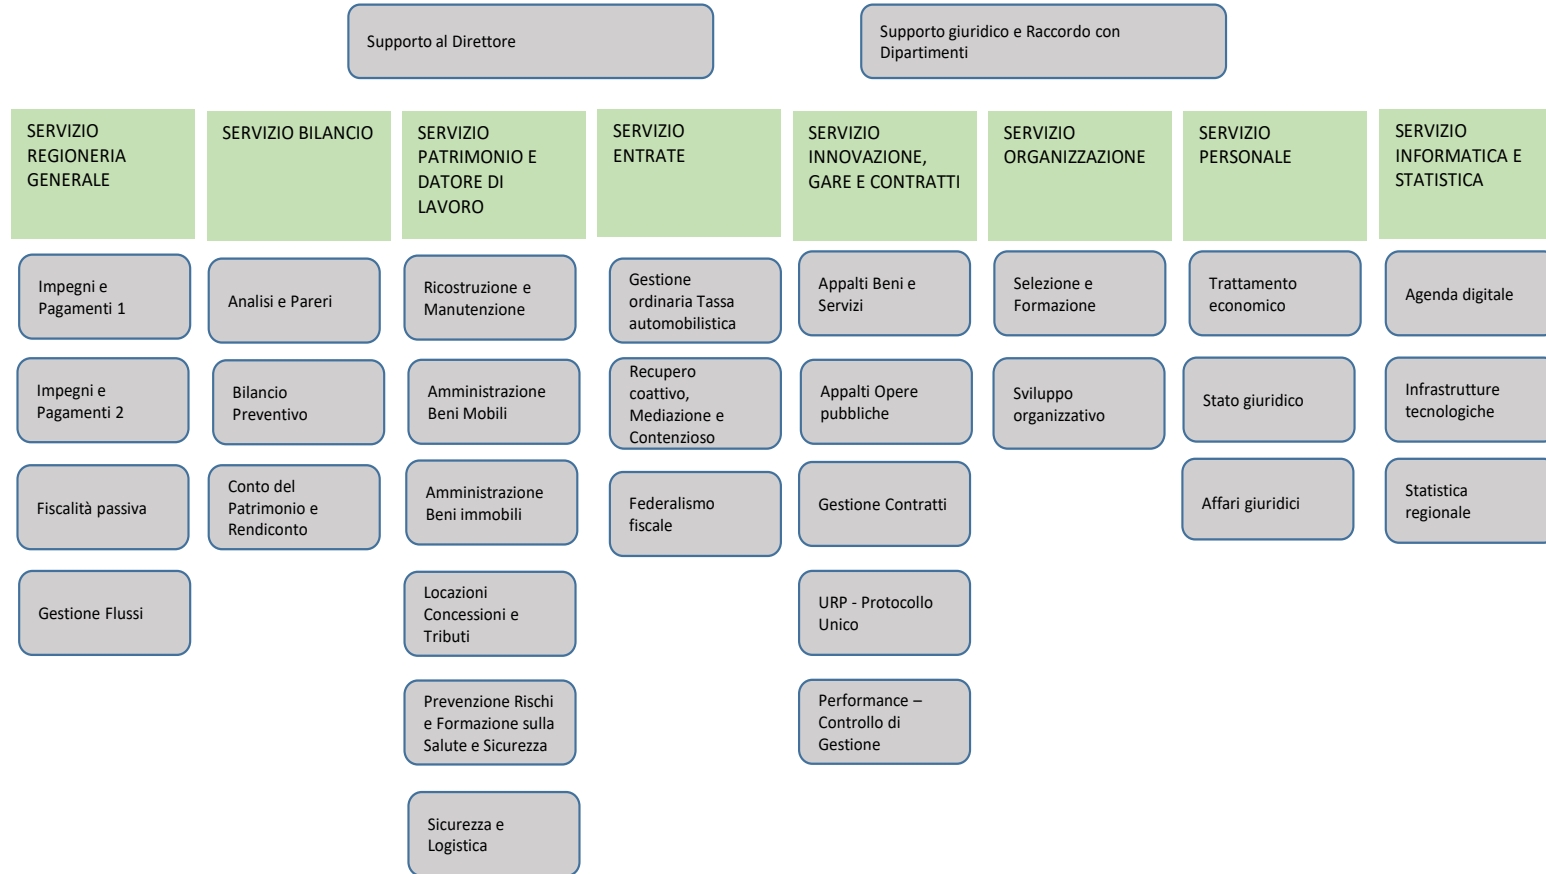 Supporto al Direttore
Supporto giuridico e Raccordo con
Dipartimenti
SERVIZIO
REGIONERIA
GENERALE
SERVIZIO BILANCIO
SERVIZIO
PATRIMONIO E
DATORE DI
LAVORO
SERVIZIO
ENTRATE
SERVIZIO
INNOVAZIONE,
GARE E CONTRATTI
SERVIZIO
ORGANIZZAZIONE
SERVIZIO
PERSONALE
SERVIZIO
INFORMATICA E
STATISTICA
Impegni e
Pagamenti 1
Analisi e Pareri
Ricostruzione e
Manutenzione
Gestione
ordinaria Tassa
automobilistica
Appalti Beni e
Servizi
Selezione e
Formazione
Trattamento
economico
Agenda digitale
Impegni e
Pagamenti 2
Bilancio
Preventivo
Amministrazione
Beni Mobili
Recupero
coattivo,
Mediazione e
Contenzioso
Appalti Opere
pubbliche
Sviluppo
organizzativo
Stato giuridico
Infrastrutture
tecnologiche
Fiscalità passiva
Conto del
Patrimonio e
Rendiconto
Amministrazione
Beni immobili
Federalismo
fiscale
Gestione Contratti
Affari giuridici
Statistica
regionale
Gestione Flussi
Locazioni
Concessioni e
Tributi
URP - Protocollo
Unico
Prevenzione Rischi
e Formazione sulla
Salute e Sicurezza
Performance –
Controllo di
Gestione
Sicurezza e
Logistica